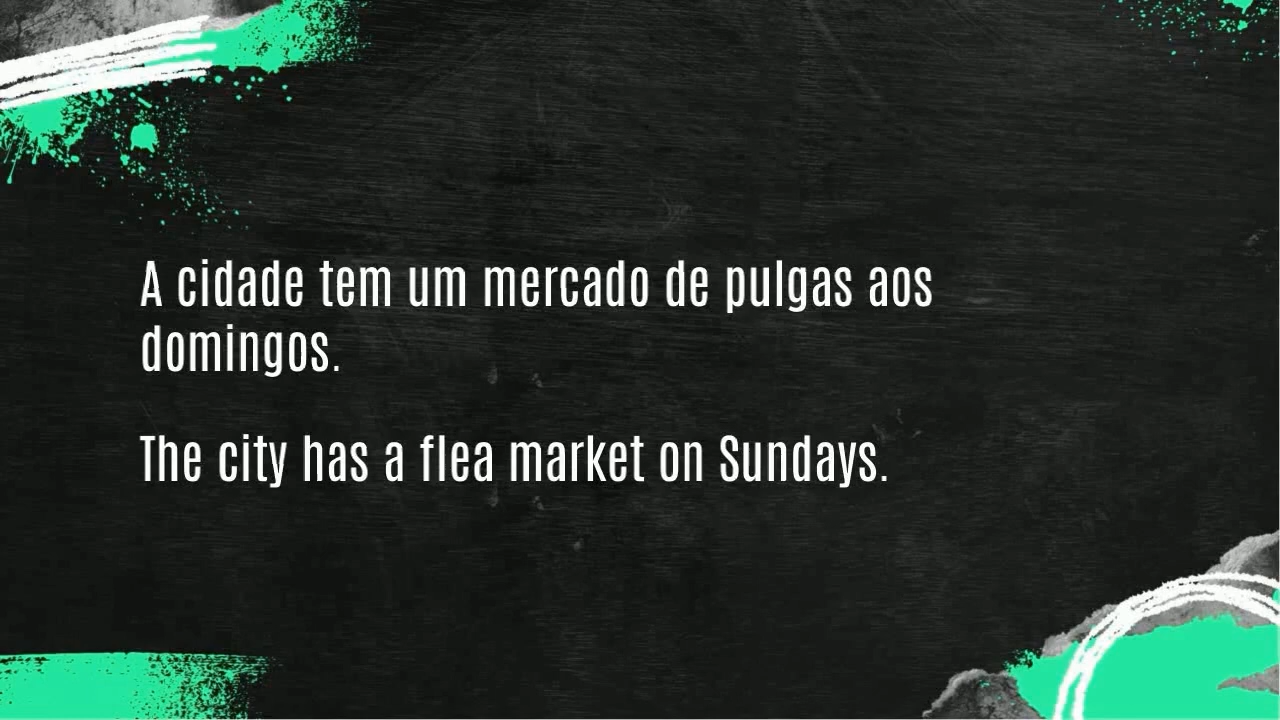 A cidade tem um mercado de pulgas aos
domingos.
The city has a flea market on Sundays.